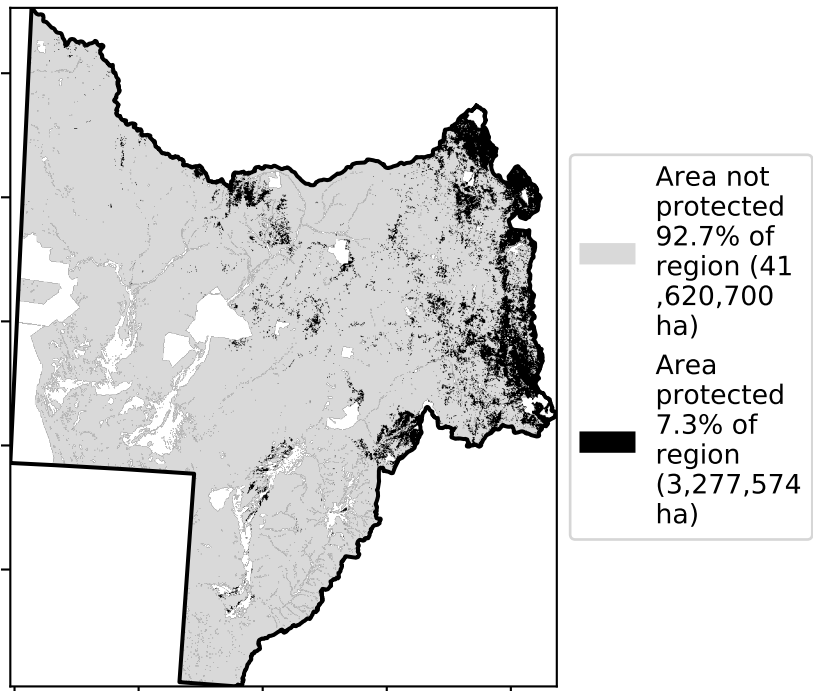 Area not
protected
92.7% of
region (41
,620,700
ha)
Area
protected
7.3% of
region
(3,277,574
ha)